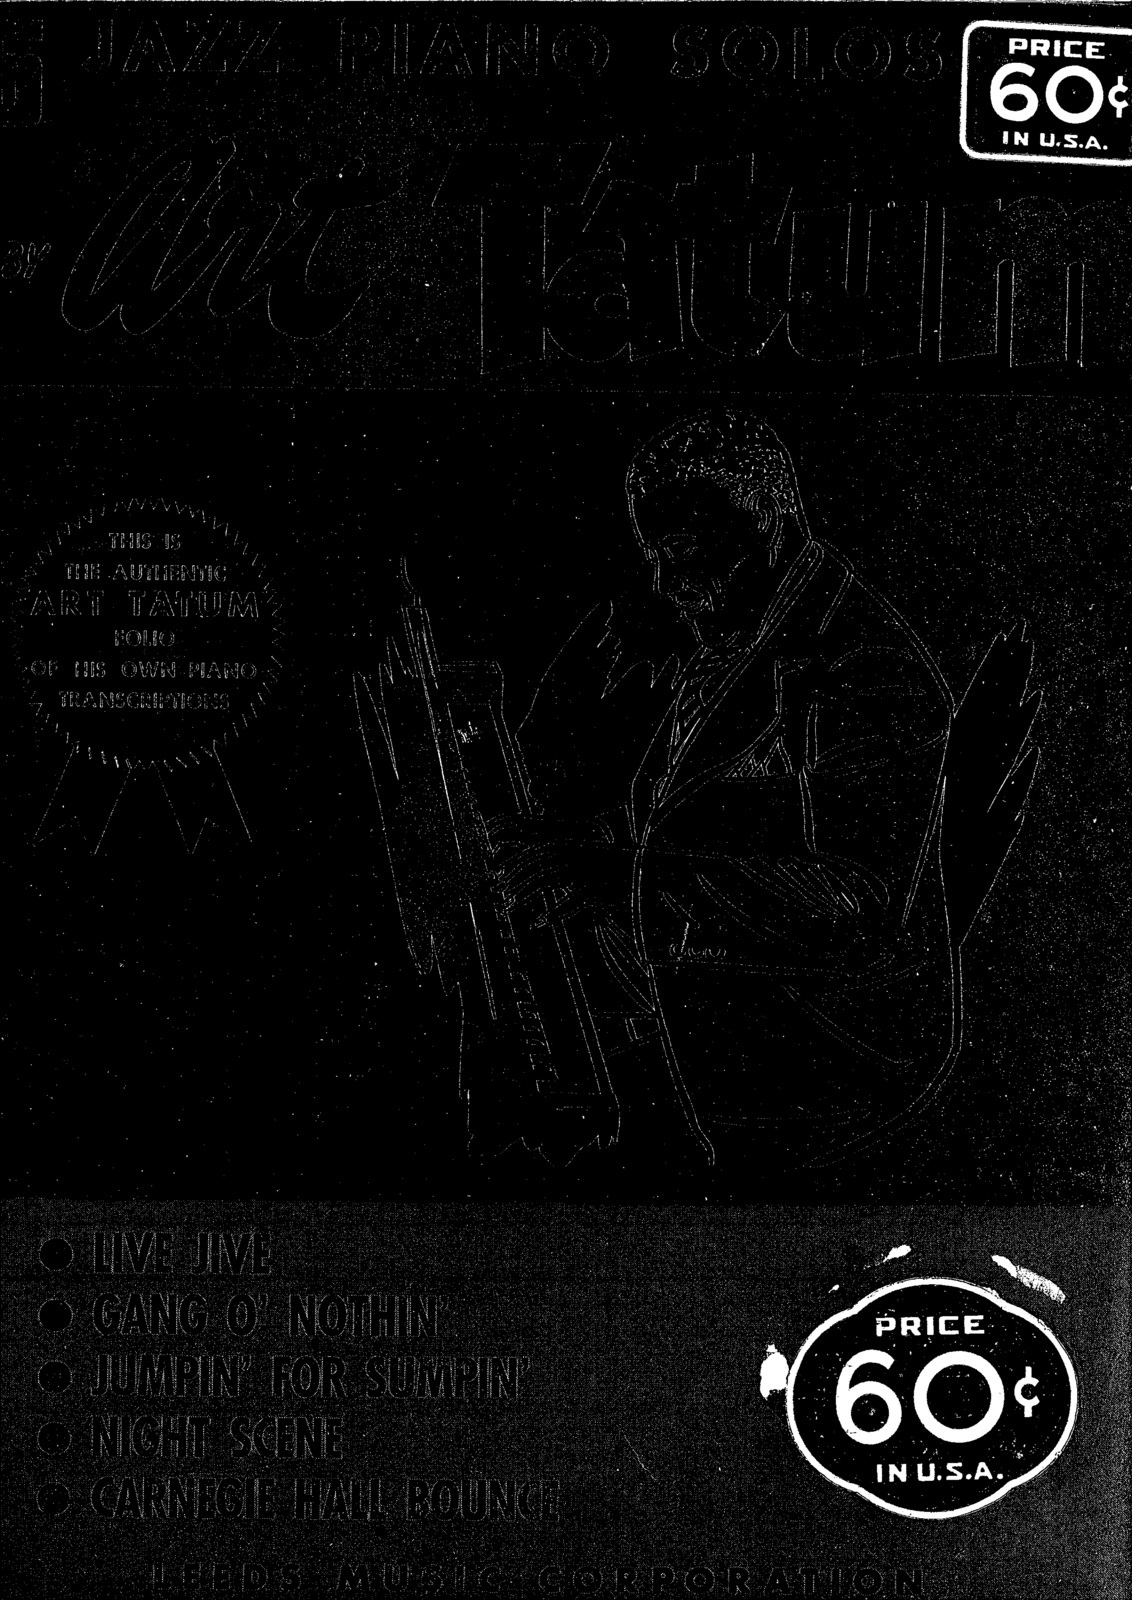 JAZZ PIANO SOLOS
PRICE
60¢
IN U.S.A.
BY Art Tatum
THIS IS
THE AUTHENTIC
ART TATUM
FOLIO
OF HIS OWN PIANO
TRANSCRIPTIONS
● LIVE JIVE
● GANG O' NOTHIN'
● JUMPIN' FOR SUMPIN'
● NIGHT SCENE
● CARNEGIE HALL BOUNCE
PRICE
60¢
IN U.S.A.
LEEDS MUSIC CORPORATION